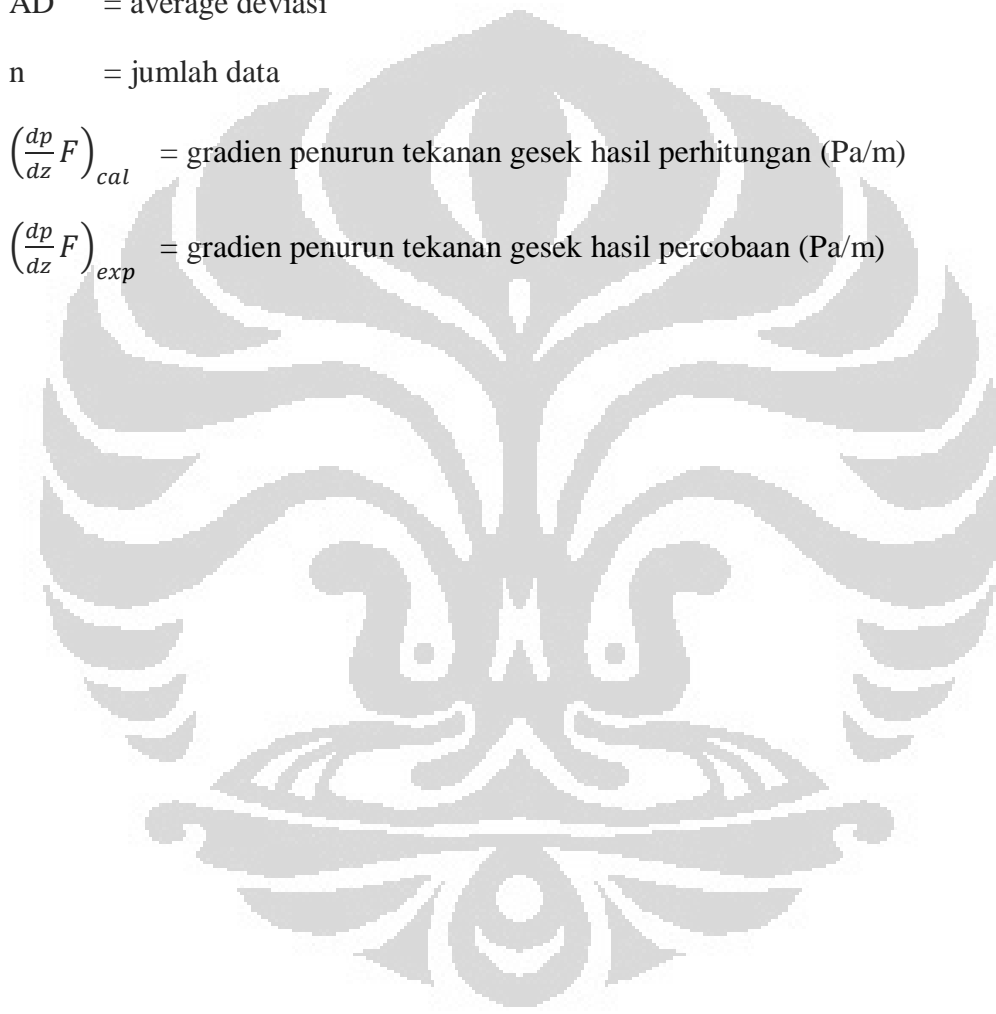 AD = average deviasi
n = jumlah data
(dp/dz F)cal = gradien penurun tekanan gesek hasil perhitungan (Pa/m)
(dp/dz F)exp = gradien penurun tekanan gesek hasil percobaan (Pa/m)